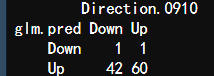 Direction.0910
glm.pred Down Up
Down 1 1
Up 42 60